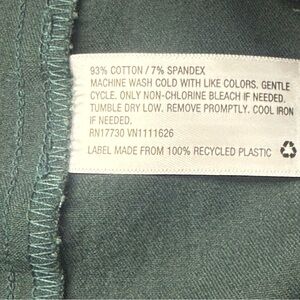 93% COTTON / 7% SPANDEX
MACHINE WASH COLD WITH LIKE COLORS. GENTLE
CYCLE. ONLY NON-CHLORINE BLEACH IF NEEDED.
TUMBLE DRY LOW. REMOVE PROMPTLY. COOL IRON
IF NEEDED.
RN17730 VN1111626
LABEL MADE FROM 100% RECYCLED PLASTIC